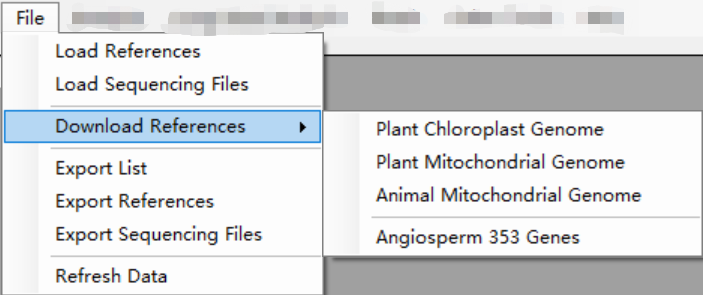 File
Load References
Load Sequencing Files
Download References
Export List
Export References
Export Sequencing Files
Refresh Data
Plant Chloroplast Genome
Plant Mitochondrial Genome
Animal Mitochondrial Genome
Angiosperm 353 Genes